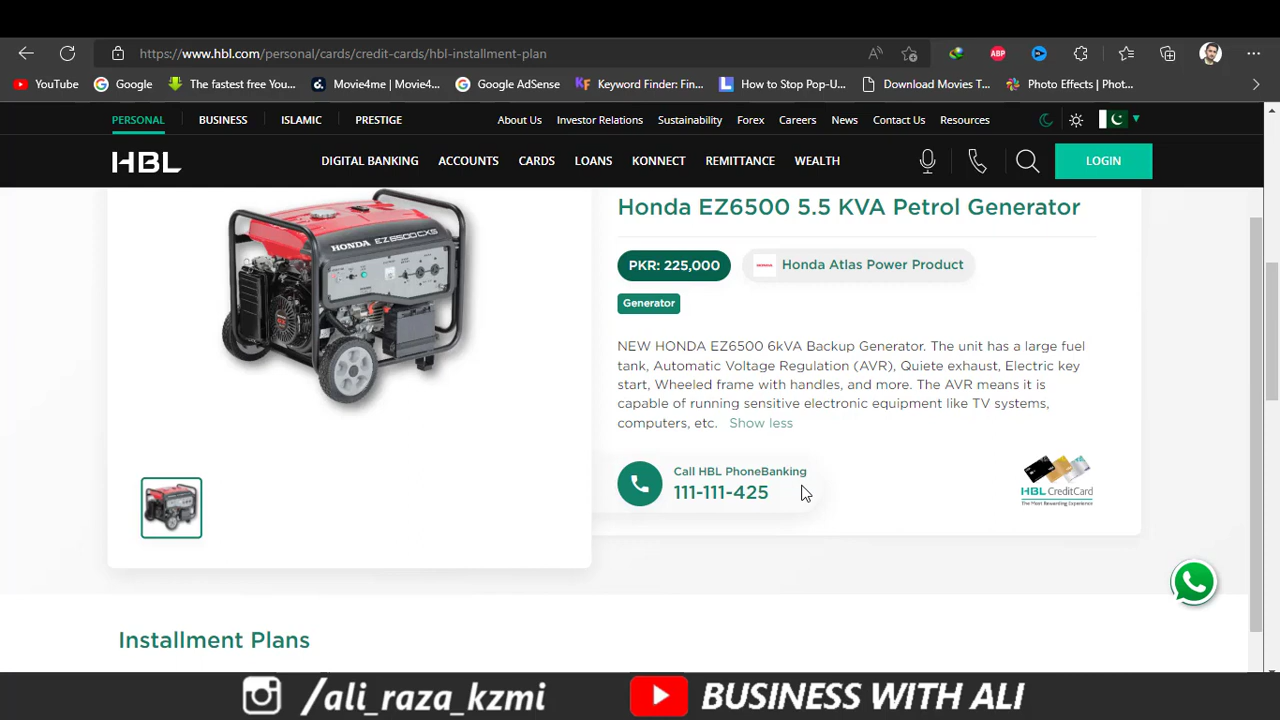 https://www.hbl.com/personal/cards/credit-cards/hbl-installment-plan
ABP
YouTube
Google
The fastest free You...
Movie4me | Movie4...
Google AdSense
Keyword Finder: Fin...
How to Stop Pop-U...
Download Movies T...
Photo Effects | Phot...
PERSONAL
BUSINESS
ISLAMIC
PRESTIGE
About Us
Investor Relations
Sustainability
Forex
Careers
News
Contact Us
Resources
HBL
DIGITAL BANKING
ACCOUNTS
CARDS
LOANS
KONNECT
REMITTANCE
WEALTH
LOGIN
HONDA EZ6500CXS
Honda EZ6500 5.5 KVA Petrol Generator
PKR: 225,000
Honda Atlas Power Product
Generator
NEW HONDA EZ6500 6kVA Backup Generator. The unit has a large fuel
tank, Automatic Voltage Regulation (AVR), Quiete exhaust, Electric key
start, Wheeled frame with handles, and more. The AVR means it is
capable of running sensitive electronic equipment like TV systems,
computers, etc. Show less
Call HBL PhoneBanking
111-111-425
HBL CreditCard
The Most Rewarding Experience
Installment Plans
/ali_raza_kzmi
BUSINESS WITH ALI